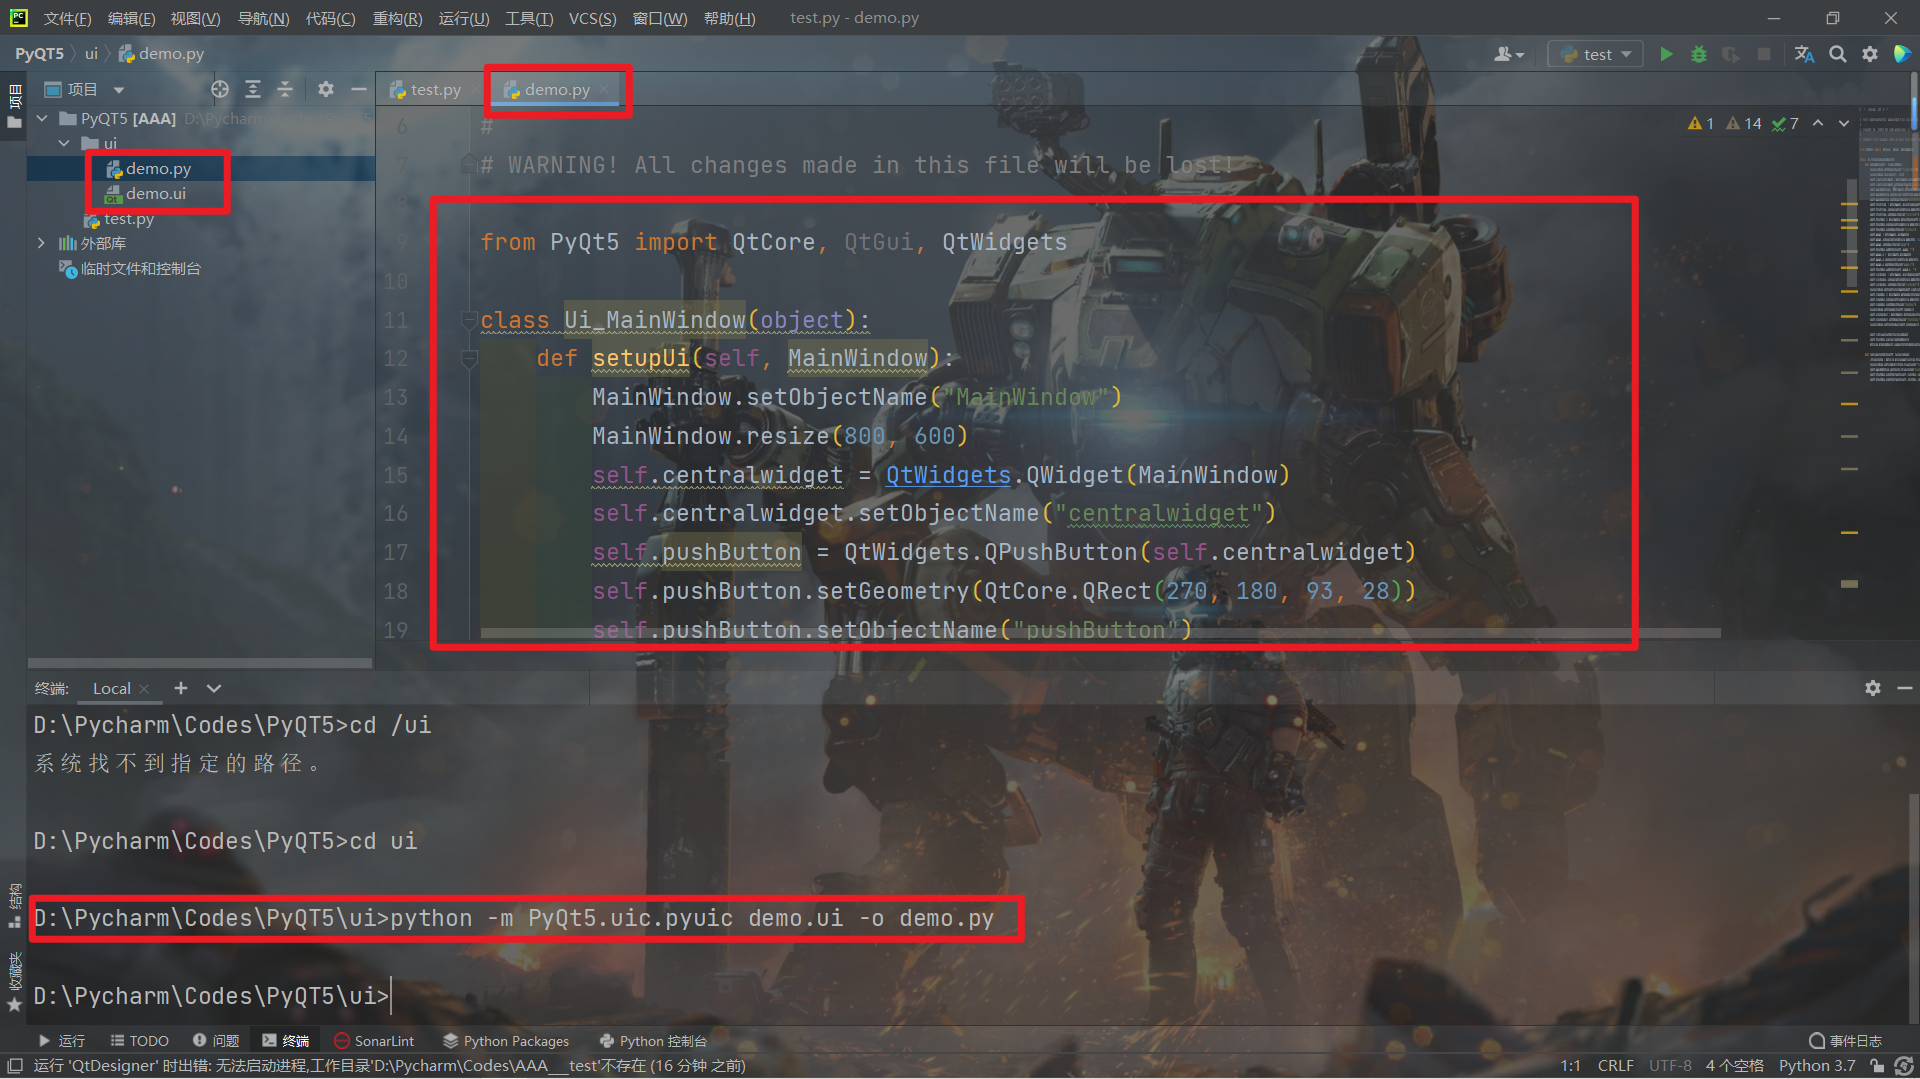 文件(F) 编辑(E) 视图(V) 导航(N) 代码(C) 重构(R) 运行(U) 工具(T) VCS(S) 窗口(W) 帮助(H) test.py - demo.py
PyQT5 ui demo.py
test
项目
项目
test.py
demo.py
PyQT5 [AAA] D:\Pycharm\Codes\PyQT5
ui
demo.py
demo.ui
test.py
外部库
临时文件和控制台
1 14 7
6 #
7 # WARNING! All changes made in this file will be lost!
8
9 from PyQt5 import QtCore, QtGui, QtWidgets
10
11 class Ui_MainWindow(object):
12 def setupUi(self, MainWindow):
13 MainWindow.setObjectName("MainWindow")
14 MainWindow.resize(800, 600)
15 self.centralwidget = QtWidgets.QWidget(MainWindow)
16 self.centralwidget.setObjectName("centralwidget")
17 self.pushButton = QtWidgets.QPushButton(self.centralwidget)
18 self.pushButton.setGeometry(QtCore.QRect(270, 180, 93, 28))
19 self.pushButton.setObjectName("pushButton")
终端: Local
D:\Pycharm\Codes\PyQT5>cd /ui
系统找不到指定的路径。
D:\Pycharm\Codes\PyQT5>cd ui
D:\Pycharm\Codes\PyQT5\ui>python -m PyQt5.uic.pyuic demo.ui -o demo.py
D:\Pycharm\Codes\PyQT5\ui>
结构
收藏夹
运行 TODO 问题 终端 SonarLint Python Packages Python 控制台 事件日志
运行 'QtDesigner' 时出错: 无法启动进程,工作目录'D:\Pycharm\Codes\AAA___test'不存在 (16 分钟 之前) 1:1 CRLF UTF-8 4 个空格 Python 3.7